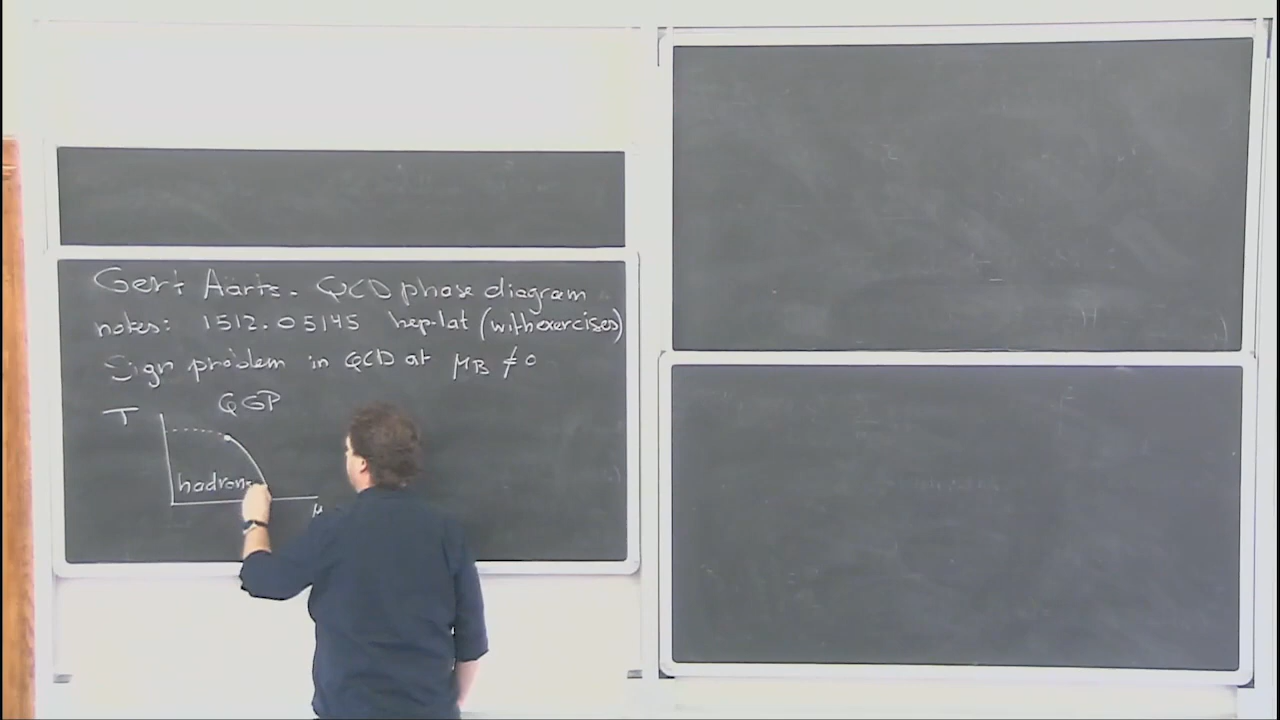 Gert Aarts - QCD phase diagram
notes: 1512.05145 hep-lat (with exercises)
Sign problem in QCD at μB ≠ 0
T
QGP
hadrons
μ